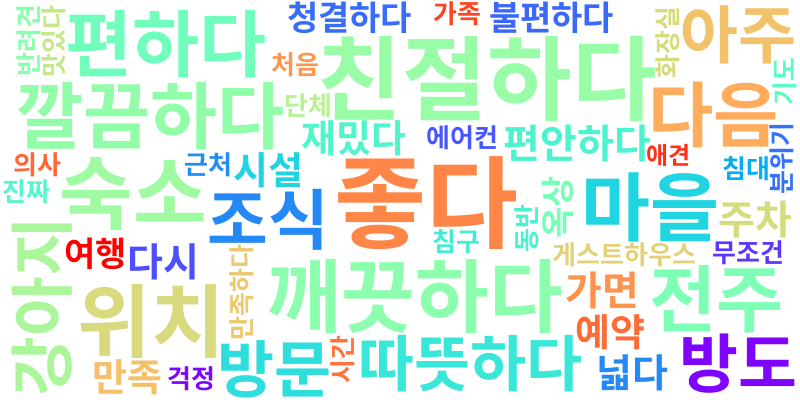 청결하다 가족 불편하다
반려견 맛있다 편하다 처음 친절하다 화장실 아주
깔끔하다 단체 재밌다 에어컨 편안하다 다음 기도
의사 진짜 숙소 근처 시설 좋다 애견 침대 분위기
조식 침구 동반 옥상 마을 주차
강아지 여행 다시 만족하다 게스트하우스 무조건
위치 깨끗하다 가면 전주
만족 걱정 방문 시간 따뜻하다 예약 넓다 방도